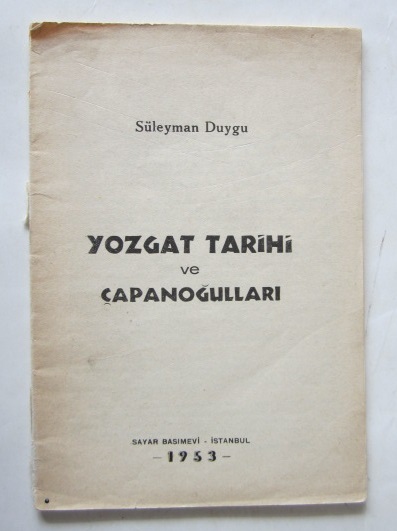 Süleyman Duygu
YOZGAT TARİHİ
ve
ÇAPANOĞULLARI
SAYAR BASIMEVİ - İSTANBUL
- 1953 -